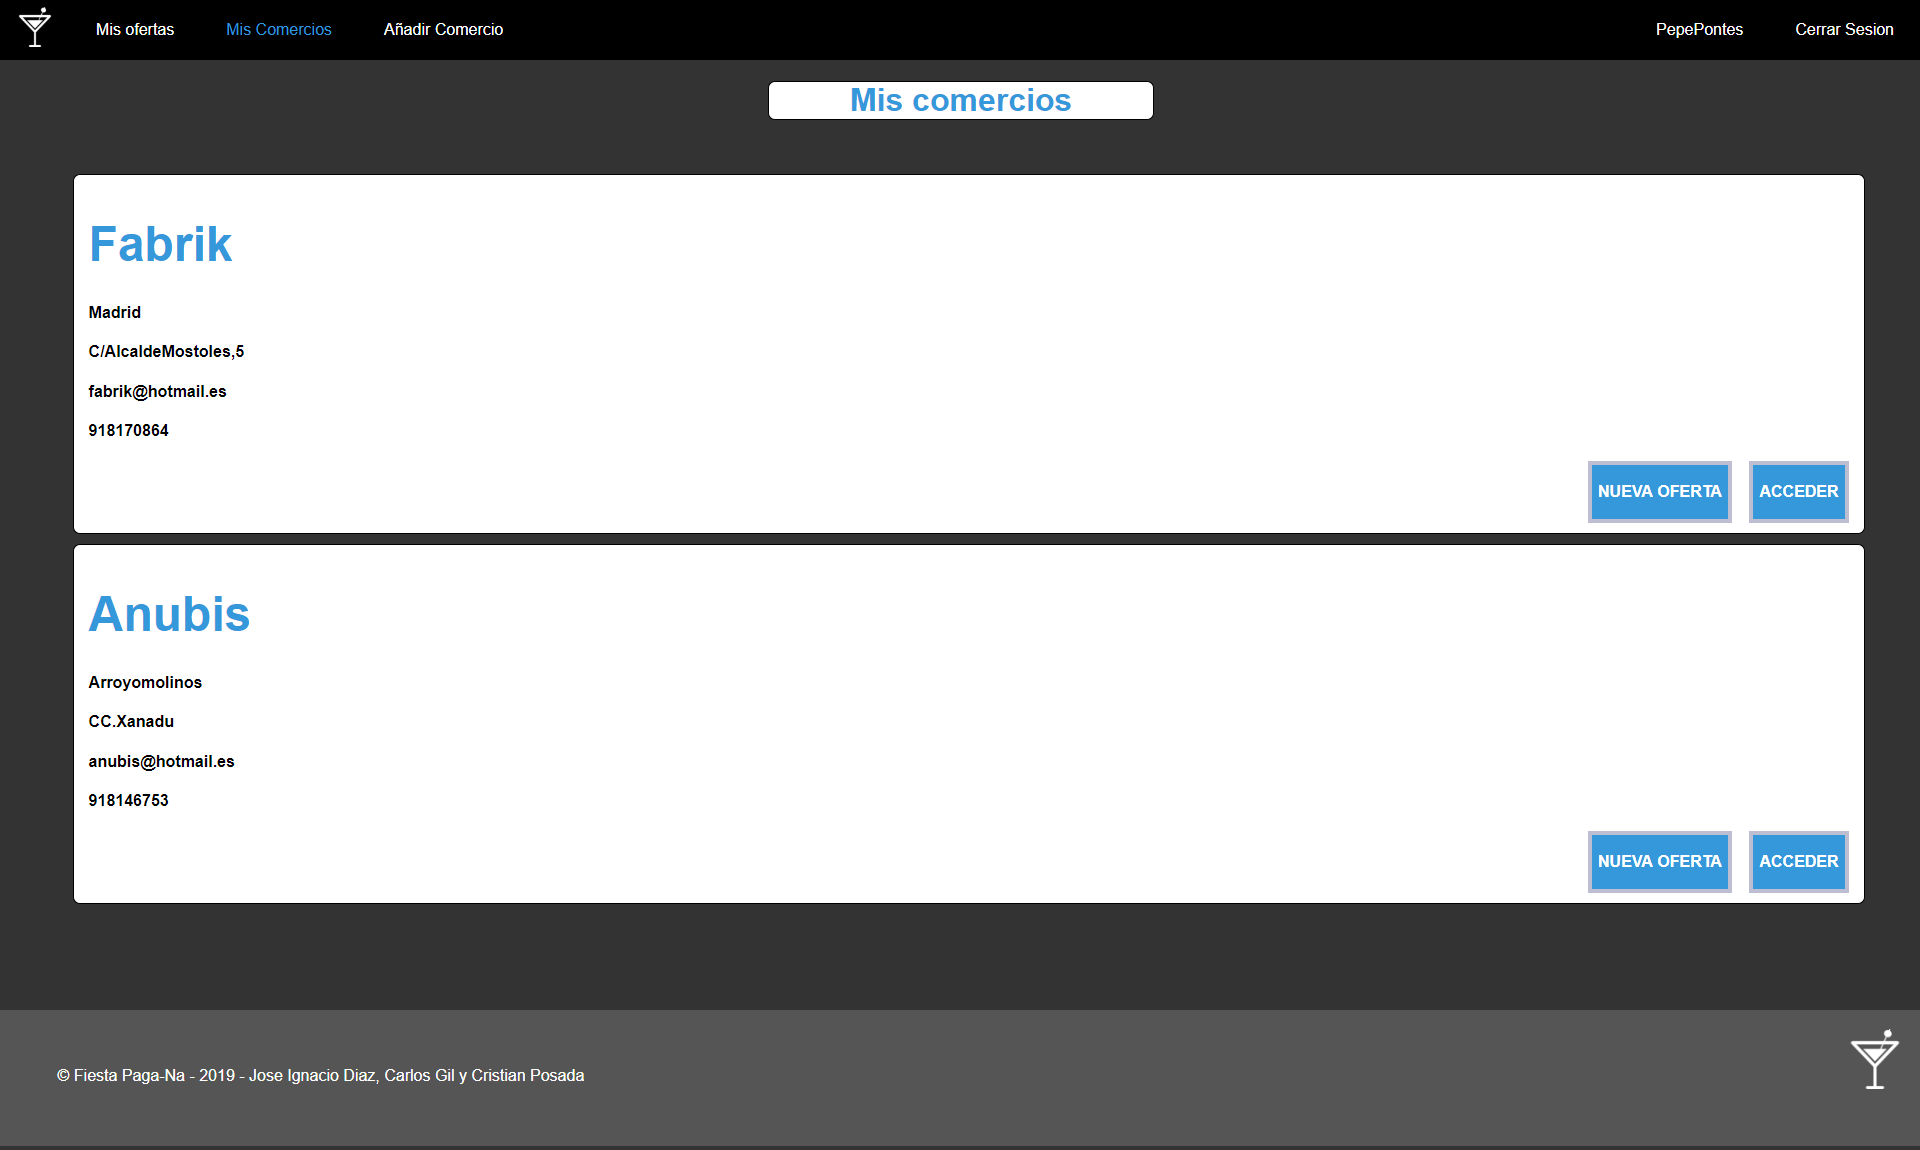 Mis ofertas
Mis Comercios
Añadir Comercio
PepePontes
Cerrar Sesion
Mis comercios
Fabrik
Madrid
C/AlcaldeMostoles,5
fabrik@hotmail.es
918170864
NUEVA OFERTA
ACCEDER
Anubis
Arroyomolinos
CC.Xanadu
anubis@hotmail.es
918146753
NUEVA OFERTA
ACCEDER
© Fiesta Paga-Na - 2019 - Jose Ignacio Diaz, Carlos Gil y Cristian Posada